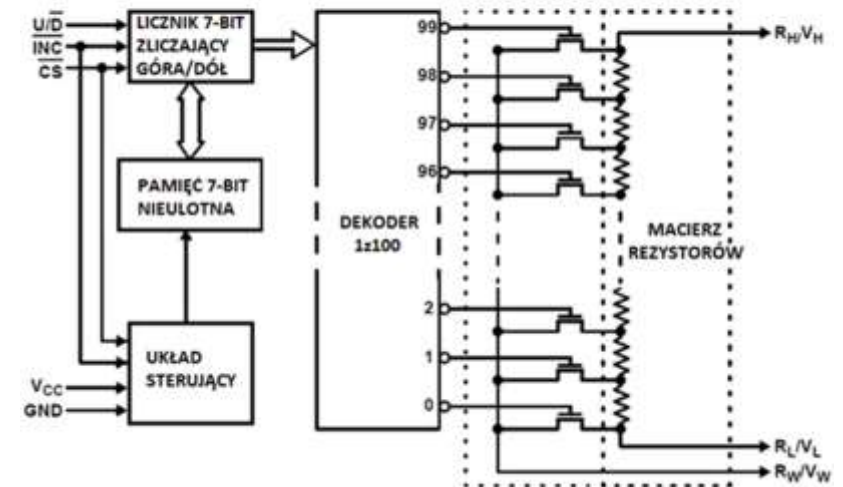 U/D
INC
CS
LICZNIK 7-BIT
ZLICZAJĄCY
GÓRA/DÓŁ
PAMIĘĆ 7-BIT
NIEULOTNA
UKŁAD
STERUJĄCY
VCC
GND
DEKODER
1z100
99
98
97
96
2
1
0
MACIERZ
REZYSTORÓW
RH/VH
RL/VL
RW/VW